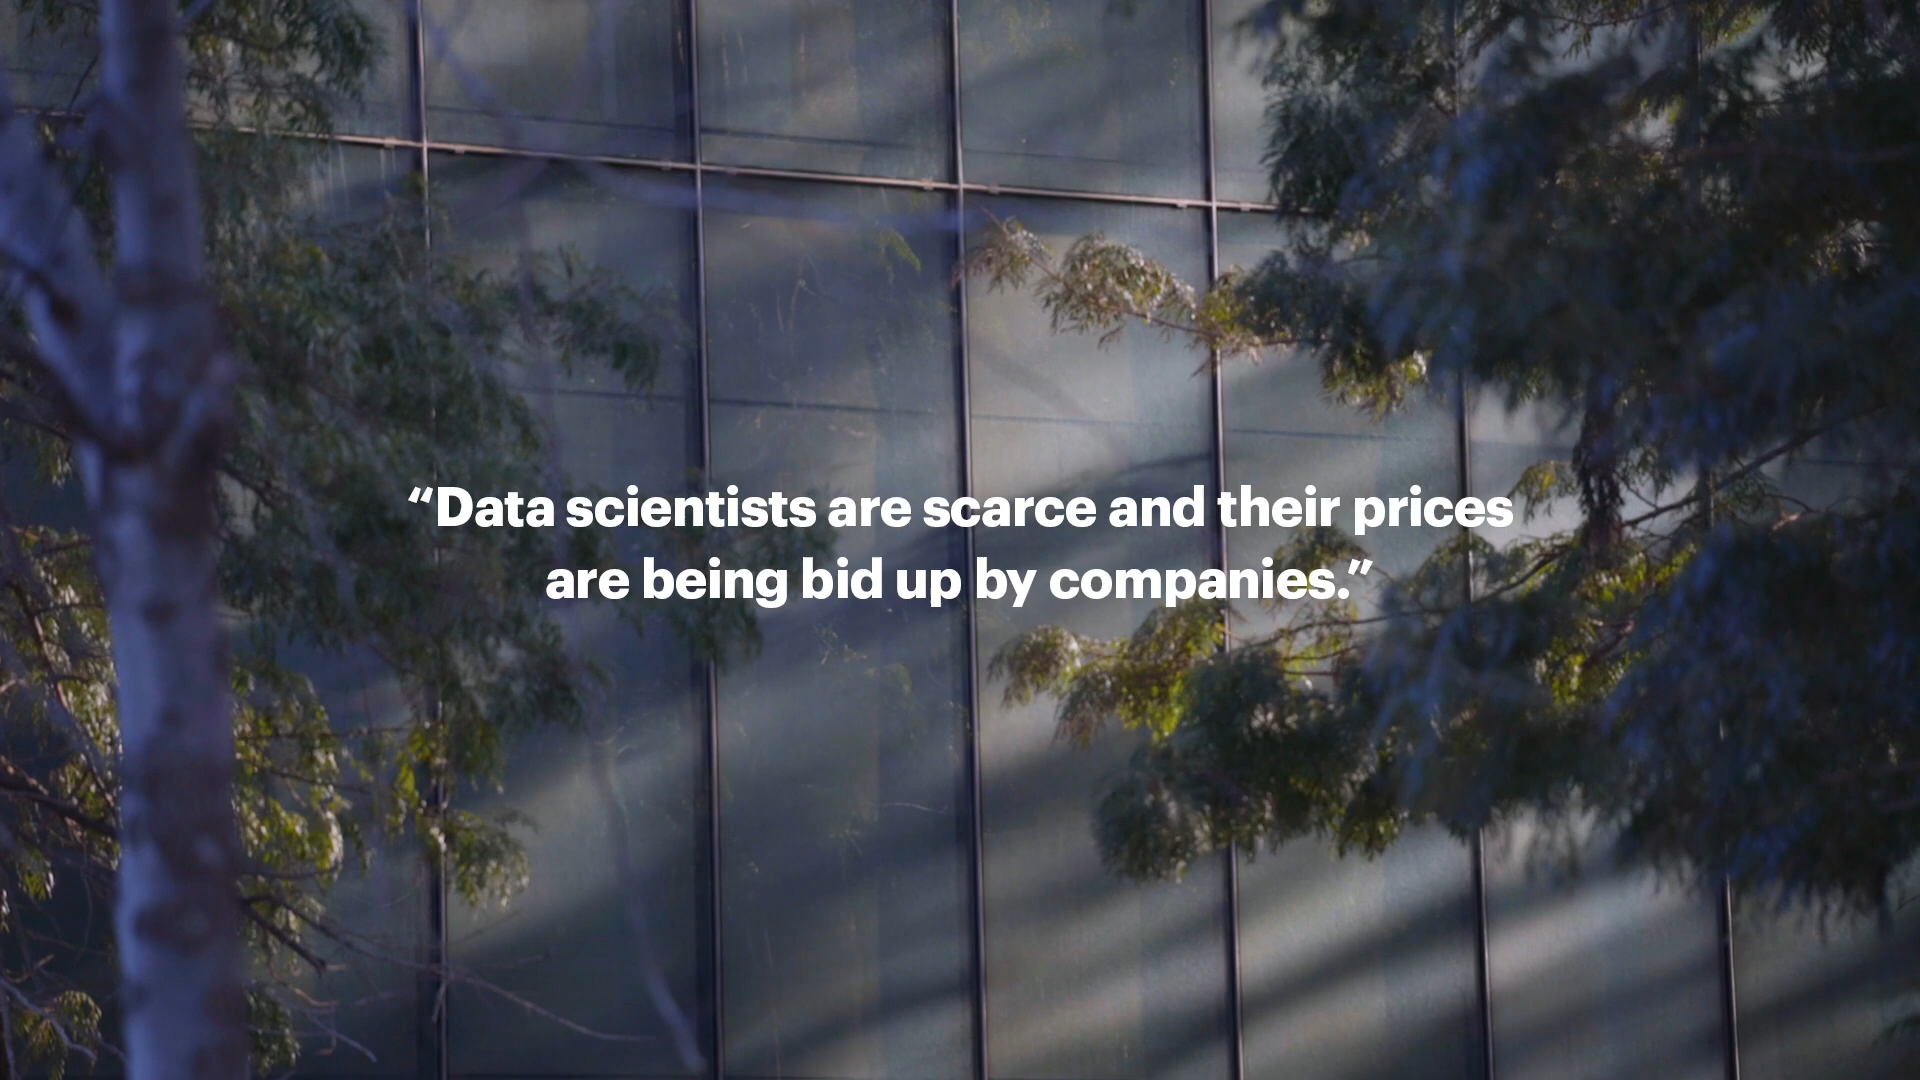 “Data scientists are scarce and their prices
are being bid up by companies.”